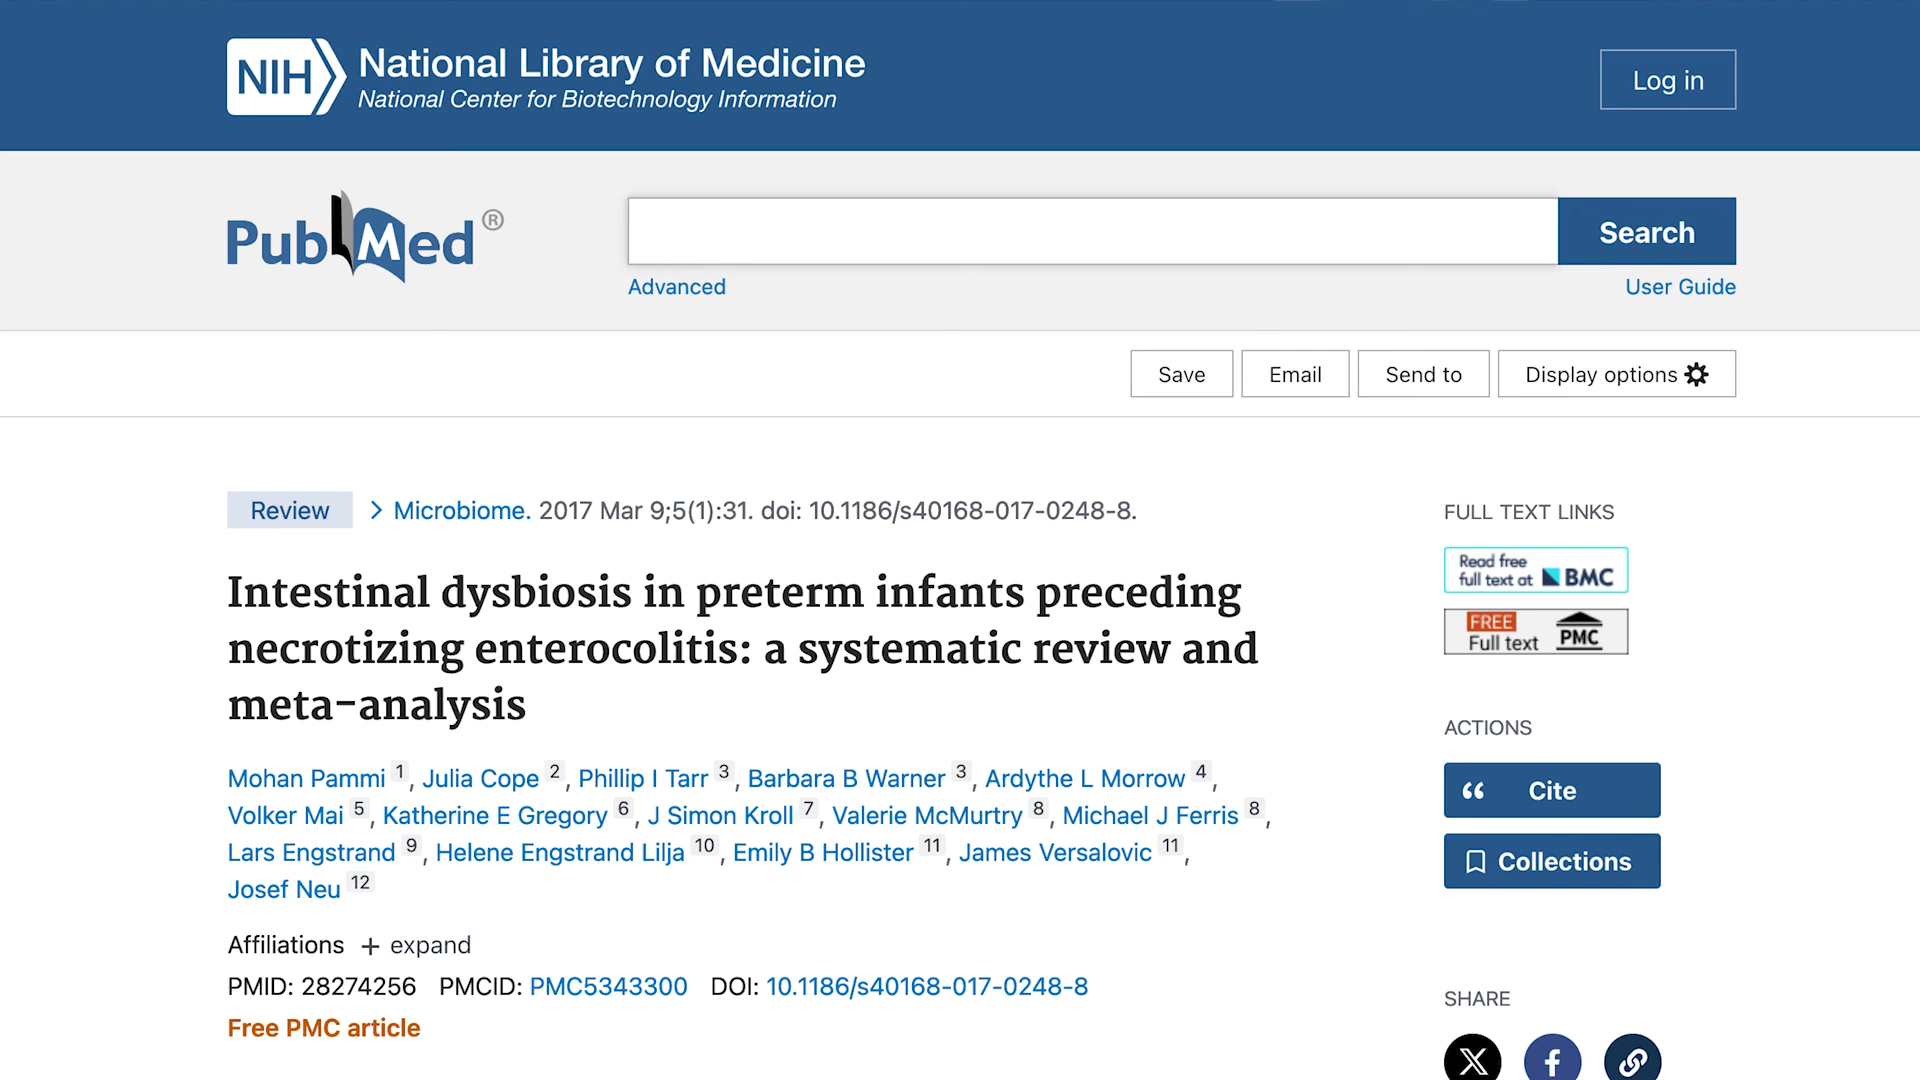 NIH National Library of Medicine
National Center for Biotechnology Information
Log in
PubMed®
Search
Advanced
User Guide
Save
Email
Send to
Display options
Review
Microbiome. 2017 Mar 9;5(1):31. doi: 10.1186/s40168-017-0248-8.
Intestinal dysbiosis in preterm infants preceding
necrotizing enterocolitis: a systematic review and
meta-analysis
Mohan Pammi 1, Julia Cope 2, Phillip I Tarr 3, Barbara B Warner 3, Ardythe L Morrow 4,
Volker Mai 5, Katherine E Gregory 6, J Simon Kroll 7, Valerie McMurtry 8, Michael J Ferris 8,
Lars Engstrand 9, Helene Engstrand Lilja 10, Emily B Hollister 11, James Versalovic 11,
Josef Neu 12
Affiliations + expand
PMID: 28274256 PMCID: PMC5343300 DOI: 10.1186/s40168-017-0248-8
Free PMC article
FULL TEXT LINKS
Read free
full text at BMC
FREE
Full text PMC
ACTIONS
Cite
Collections
SHARE